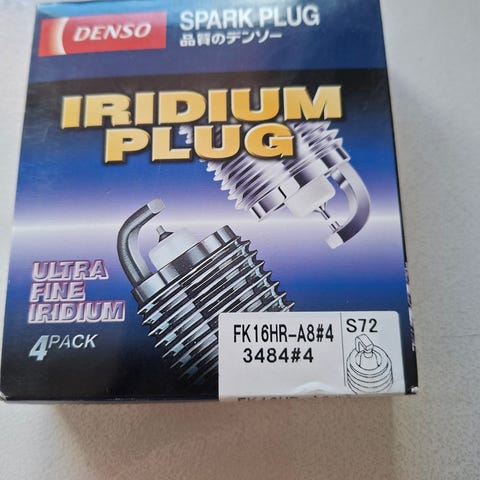 DENSO
SPARK PLUG
品質のデンソー
IRIDIUM
PLUG
ULTRA
FINE
IRIDIUM
4PACK
FK16HR-A8#4
3484#4
S72